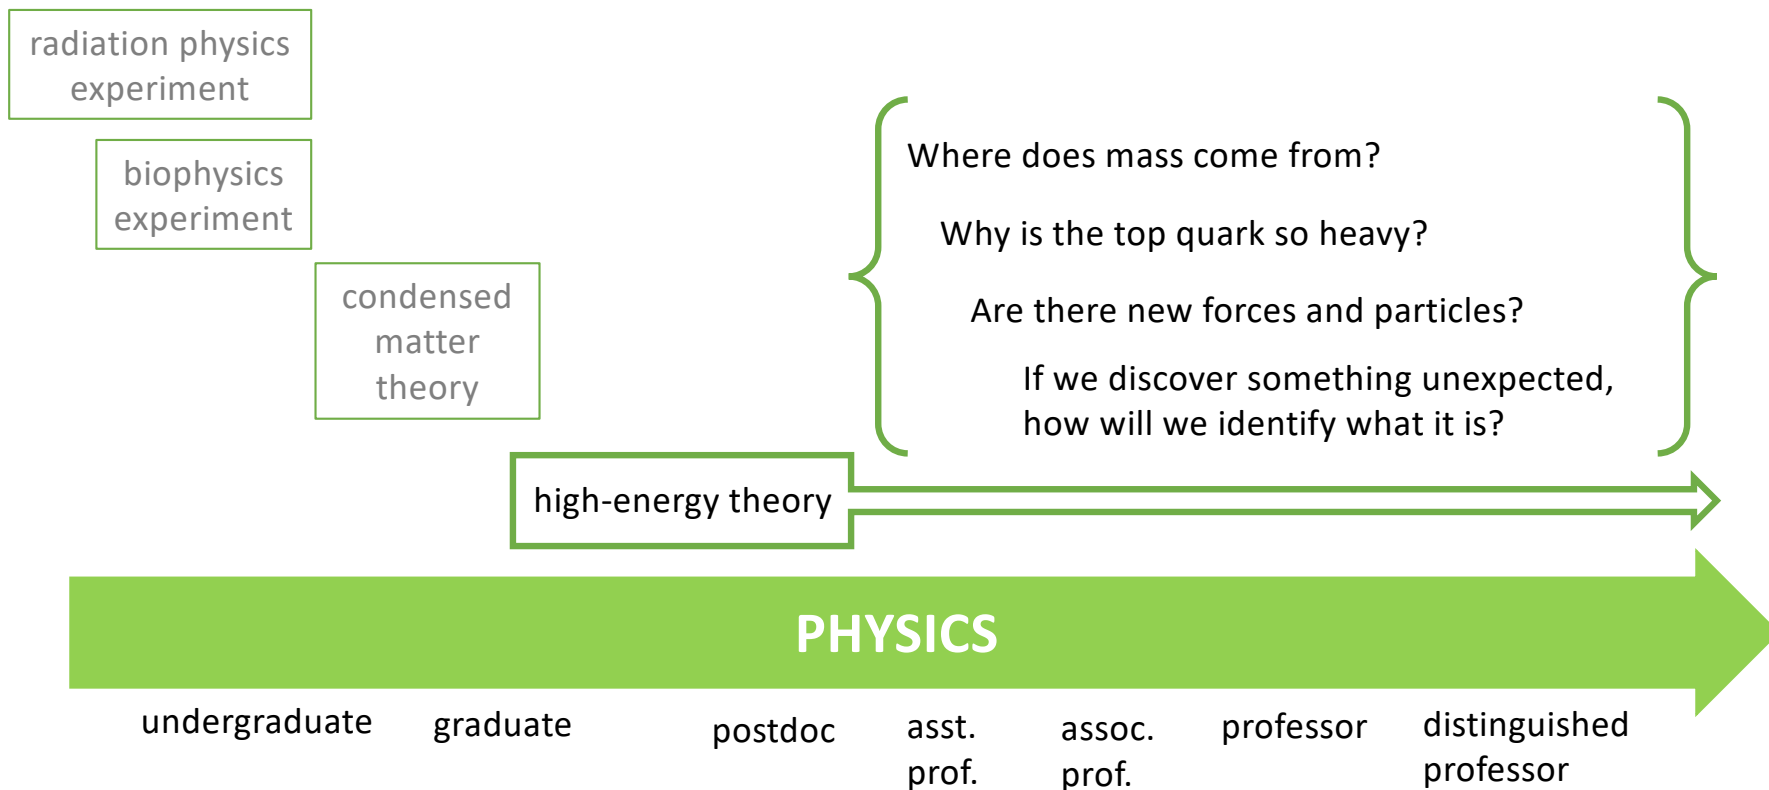 radiation physics
experiment
biophysics
experiment
condensed
matter
theory
Where does mass come from?
Why is the top quark so heavy?
Are there new forces and particles?
If we discover something unexpected,
how will we identify what it is?
high-energy theory
PHYSICS
undergraduate
graduate
postdoc
asst.
prof.
assoc.
prof.
professor
distinguished
professor